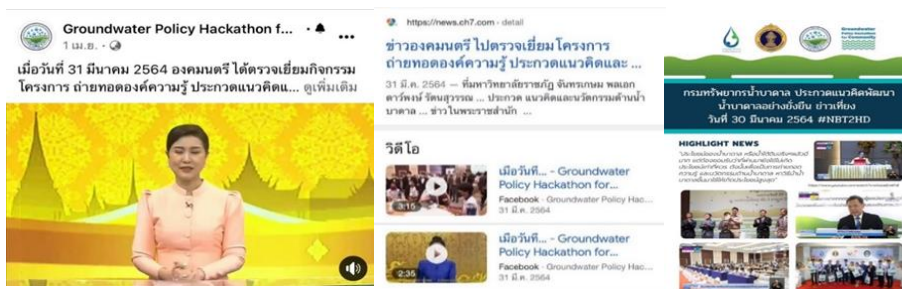 Groundwater Policy Hackathon f...
1 เม.ย.
เมื่อวันที่ 31 มีนาคม 2564 องคมนตรี ได้ตรวจเยี่ยมกิจกรรม
โครงการ ถ่ายทอดองค์ความรู้ ประกวดแนวคิดแ... ดูเพิ่มเติม
https://news.ch7.com › detail
ข่าวองคมนตรี ไปตรวจเยี่ยม โครงการ
ถ่ายทอดองค์ความรู้ ประกวดแนวคิดและ ...
31 มี.ค. 2564 — ที่มหาวิทยาลัยราชภัฏ จันทรเกษม พลเอก
ดาว์พงษ์ รัตนสุวรรณ ... ประกวด แนวคิดและนวัตกรรมด้านน้ำ
บาดาล ... ข่าวในพระราชสำนัก ...
วิดีโอ
3:15
เมื่อวันที่... - Groundwater
Policy Hackathon for...
Facebook · Groundwater Policy Hac...
31 มี.ค. 2564
2:35
เมื่อวันที่... - Groundwater
Policy Hackathon for...
Facebook · Groundwater Policy Hac...
31 มี.ค. 2564
Groundwater
Policy Hackathon
for Community
กรมทรัพยากรน้ำบาดาล ประกวดแนวคิดพัฒนา
น้ำบาดาลอย่างยั่งยืน ข่าวเที่ยง
วันที่ 30 มีนาคม 2564 #NBT2HD
HIGHLIGHT NEWS